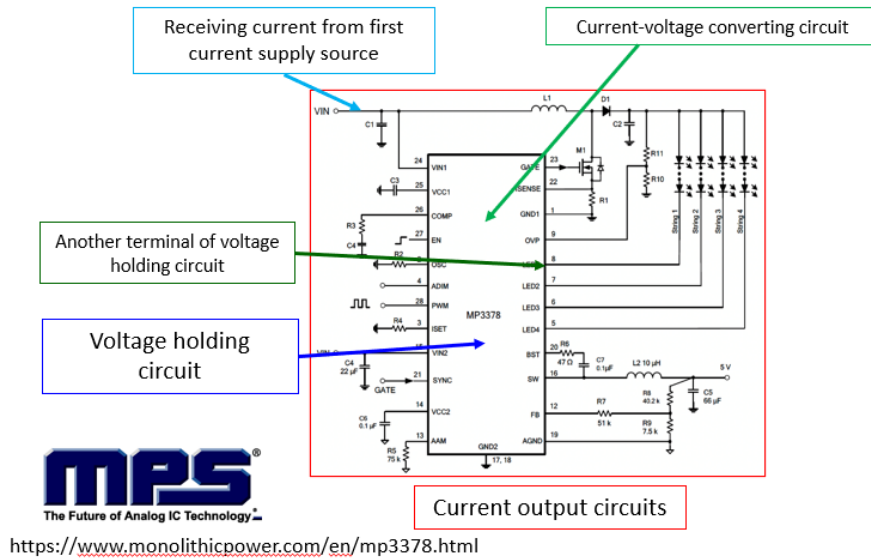 Receiving current from first
current supply source
Current-voltage converting circuit
Another terminal of voltage
holding circuit
Voltage holding
circuit
Current output circuits
VIN
C1
L1
D1
C2
M1
R11
R10
R1
String 1
String 2
String 3
String 4
24
VIN1
25
VCC1
C3
26
COMP
R3
C4
27
EN
R2
OSC
4
ADIM
28
PWM
R4
3
ISET
VIN2
C4
22 µF
21
SYNC
GATE
14
VCC2
C6
0.1 µF
13
AAM
R5
75 k
MP3378
GND2
17, 18
23
GATE
22
ISENSE
1
GND1
9
OVP
8
7
LED2
6
LED3
5
LED4
20
BST
R6
47 Ω
C7
0.1µF
16
SW
L2 10 µH
5 V
R8
40.2 k
C5
66 µF
12
FB
R7
51 k
R9
7.5 k
19
AGND
mps®
The Future of Analog IC Technology
https://www.monolithicpower.com/en/mp3378.html